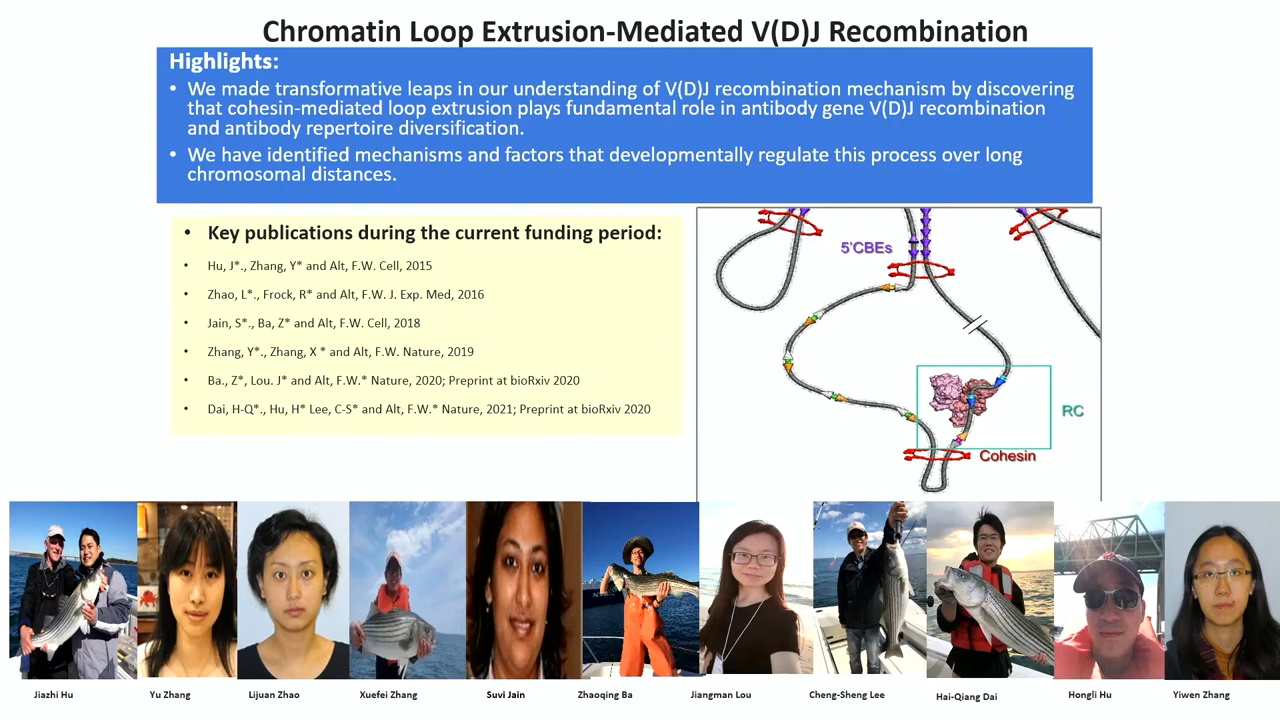 Chromatin Loop Extrusion-Mediated V(D)J Recombination
Highlights:
• We made transformative leaps in our understanding of V(D)J recombination mechanism by discovering
that cohesin-mediated loop extrusion plays fundamental role in antibody gene V(D)J recombination
and antibody repertoire diversification.
• We have identified mechanisms and factors that developmentally regulate this process over long
chromosomal distances.
• Key publications during the current funding period:
• Hu, J*., Zhang, Y* and Alt, F.W. Cell, 2015
• Zhao, L*., Frock, R* and Alt, F.W. J. Exp. Med, 2016
• Jain, S*., Ba, Z* and Alt, F.W. Cell, 2018
• Zhang, Y*., Zhang, X * and Alt, F.W. Nature, 2019
• Ba., Z*, Lou. J* and Alt, F.W.* Nature, 2020; Preprint at bioRxiv 2020
• Dai, H-Q*., Hu, H* Lee, C-S* and Alt, F.W.* Nature, 2021; Preprint at bioRxiv 2020
5'CBEs
RC
Cohesin
Jiazhi Hu
Yu Zhang
Lijuan Zhao
Xuefei Zhang
Suvi Jain
Zhaoqing Ba
Jiangman Lou
Cheng-Sheng Lee
Hai-Qiang Dai
Hongli Hu
Yiwen Zhang